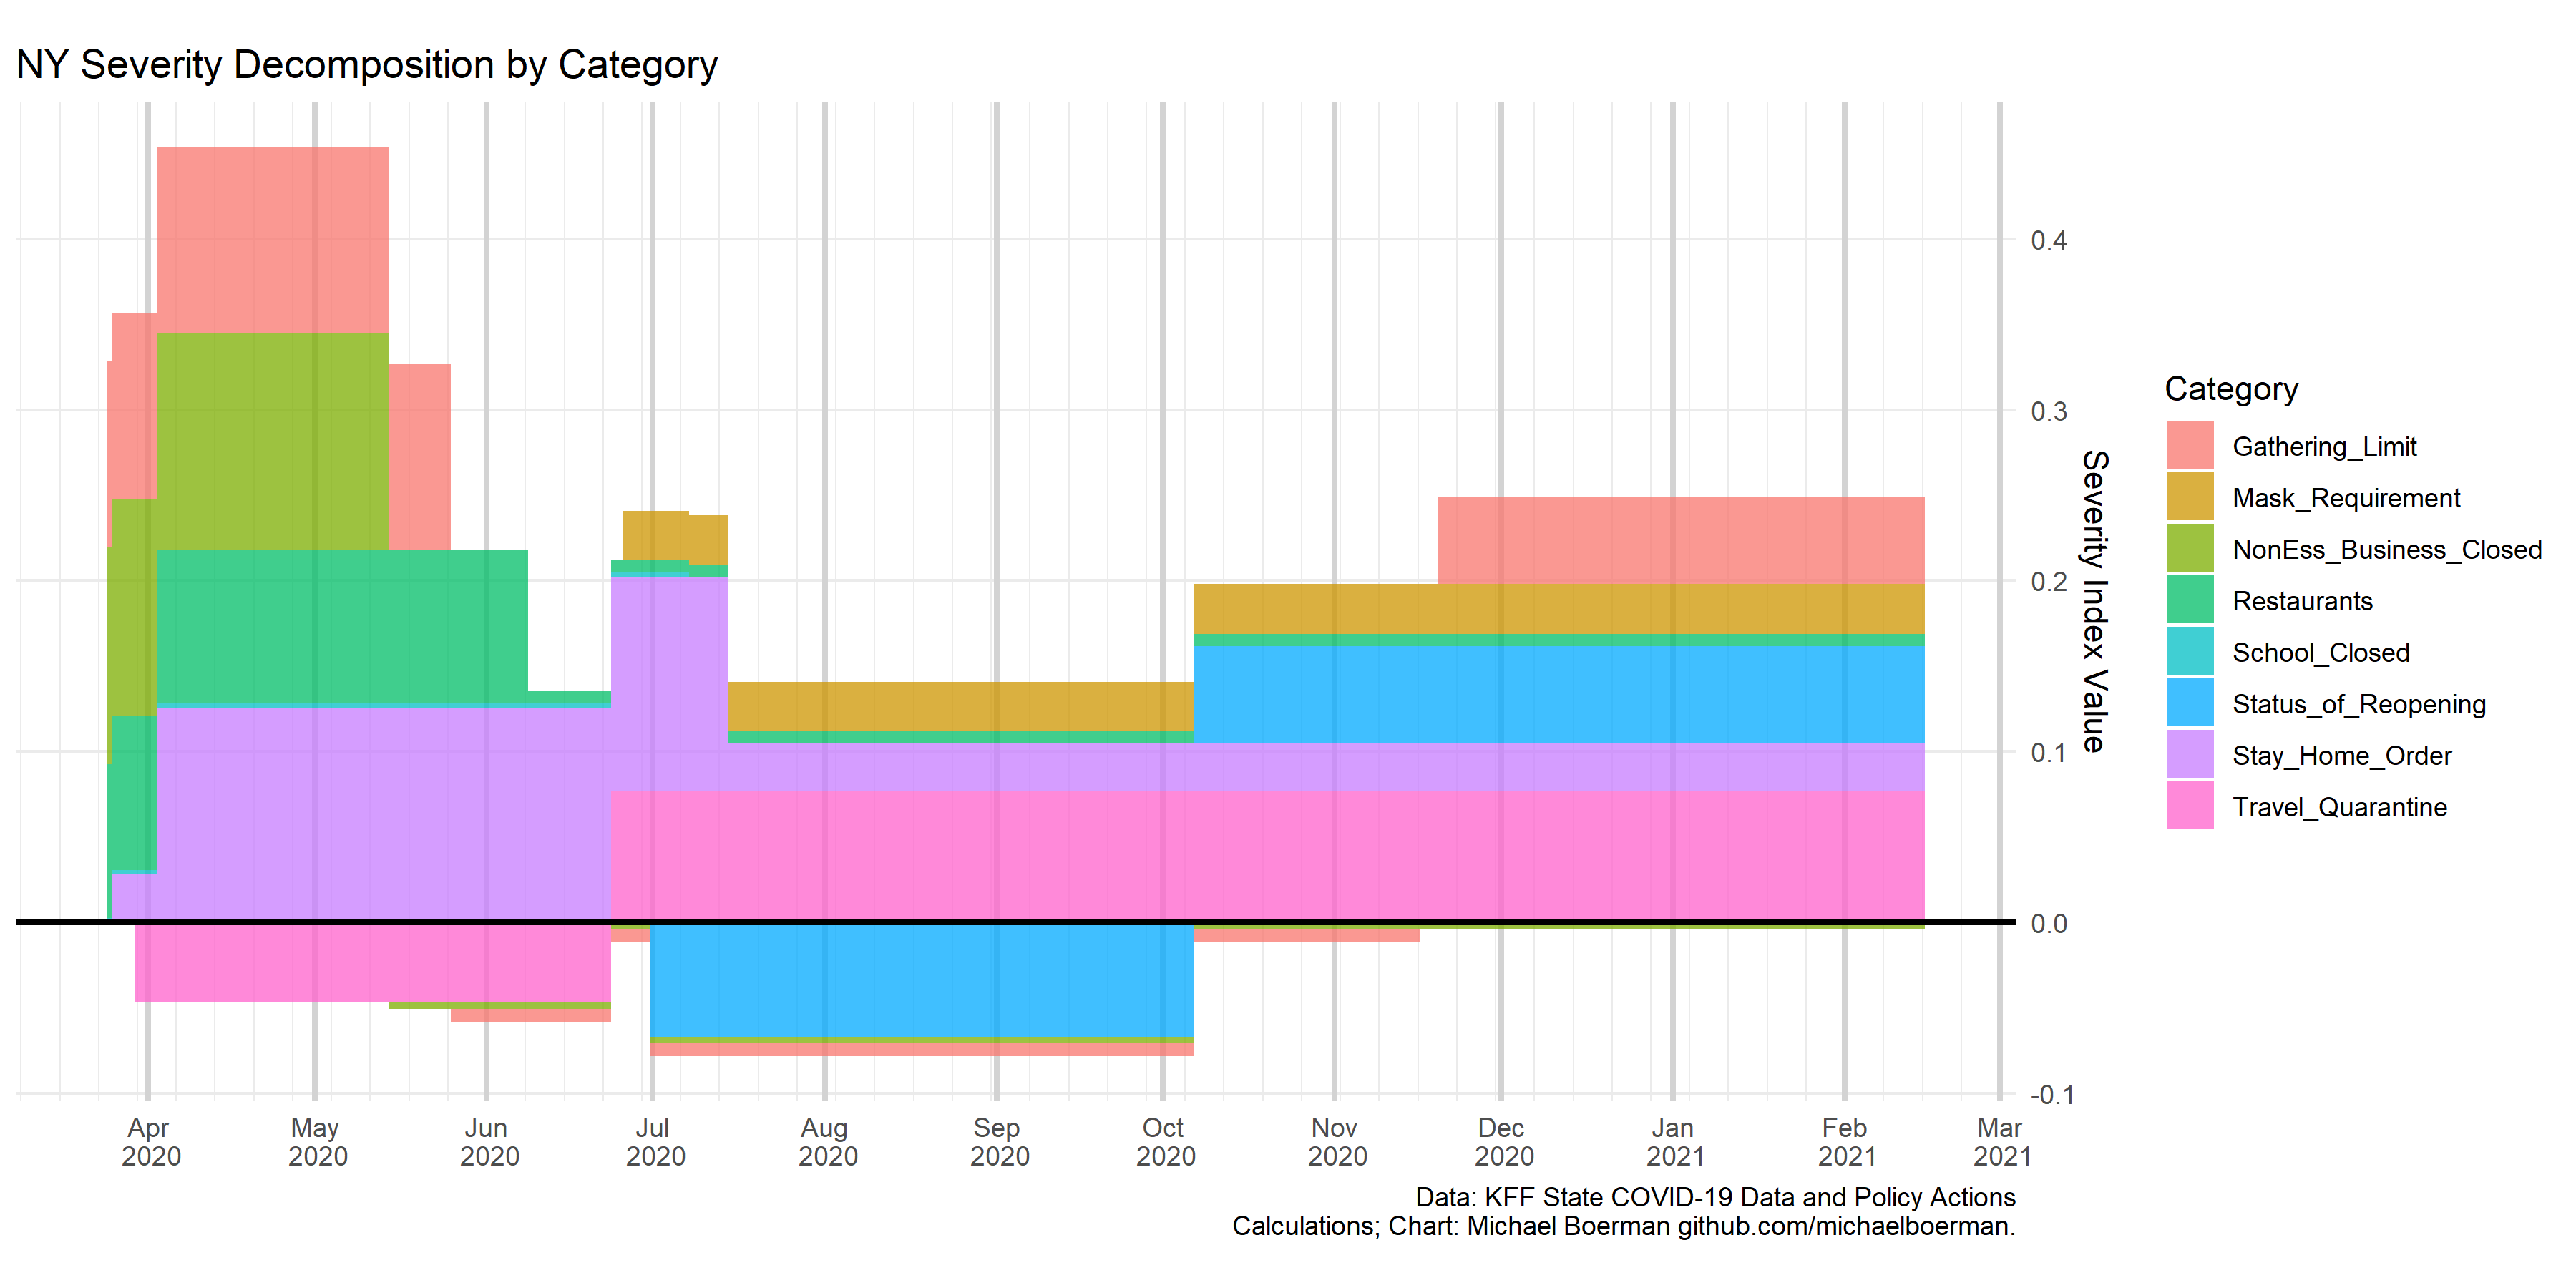 NY Severity Decomposition by Category
0.4
0.3
0.2
0.1
0.0
-0.1
Severity Index Value
Apr
2020
May
2020
Jun
2020
Jul
2020
Aug
2020
Sep
2020
Oct
2020
Nov
2020
Dec
2020
Jan
2021
Feb
2021
Mar
2021
Category
Gathering_Limit
Mask_Requirement
NonEss_Business_Closed
Restaurants
School_Closed
Status_of_Reopening
Stay_Home_Order
Travel_Quarantine
Data: KFF State COVID-19 Data and Policy Actions
Calculations; Chart: Michael Boerman github.com/michaelboerman.